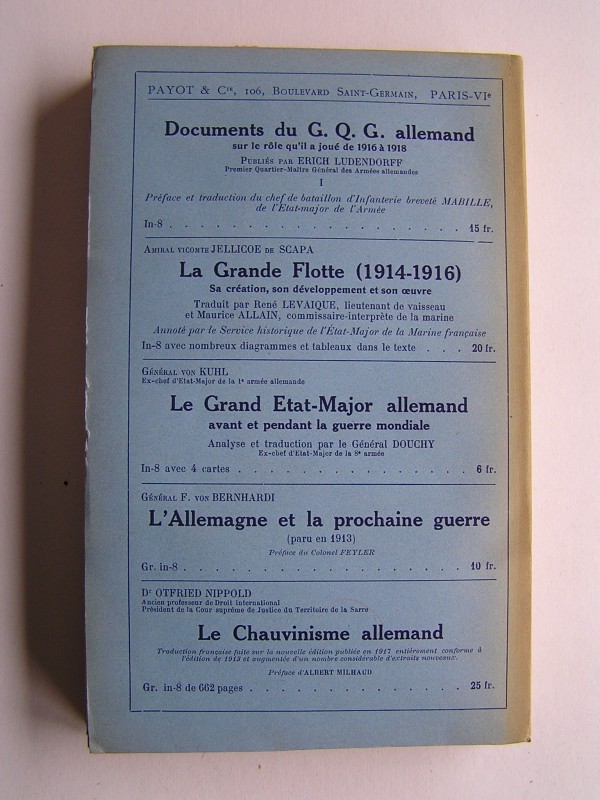 PAYOT & Cie, 106, Boulevard Saint-Germain, PARIS-VIe
Documents du G. Q. G. allemand
sur le rôle qu'il a joué de 1916 à 1918
Publiés par ERICH LUDENDORFF
Premier Quartier-Maître Général des Armées allemandes
I
Préface et traduction du chef de bataillon d'Infanterie breveté MABILLE,
de l'Etat-major de l'Armée
In-8 . . . . . . . . . . . . . . . . . . 15 fr.
Amiral vicomte JELLICOE de SCAPA
La Grande Flotte (1914-1916)
Sa création, son développement et son œuvre
Traduit par René LEVAIQUE, lieutenant de vaisseau
et Maurice ALLAIN, commissaire-interprète de la marine
Annoté par le Service historique de l'État-Major de la Marine française
In-8 avec nombreux diagrammes et tableaux dans le texte . . . 20 fr.
Général von KUHL
Ex-chef d'Etat-Major de la 1e armée allemande
Le Grand Etat-Major allemand
avant et pendant la guerre mondiale
Analyse et traduction par le Général DOUCHY
Ex-chef d'Etat-Major de la 8e armée
In-8 avec 4 cartes . . . . . . . . . . . . . . 6 fr.
Général F. von BERNHARDI
L'Allemagne et la prochaine guerre
(paru en 1913)
Préface du Colonel FEYLER
Gr. in-8 . . . . . . . . . . . . . . . . . 10 fr.
Dr OTFRIED NIPPOLD
Ancien professeur de Droit international
Président de la Cour suprême de Justice du Territoire de la Sarre
Le Chauvinisme allemand
Traduction française faite sur la nouvelle édition publiée en 1917 entièrement conforme à
l'édition de 1913 et augmentée d'un nombre considérable d'extraits nouveaux.
Préface d'ALBERT MILHAUD
Gr. in-8 de 662 pages . . . . . . . . . . . . . 25 fr.